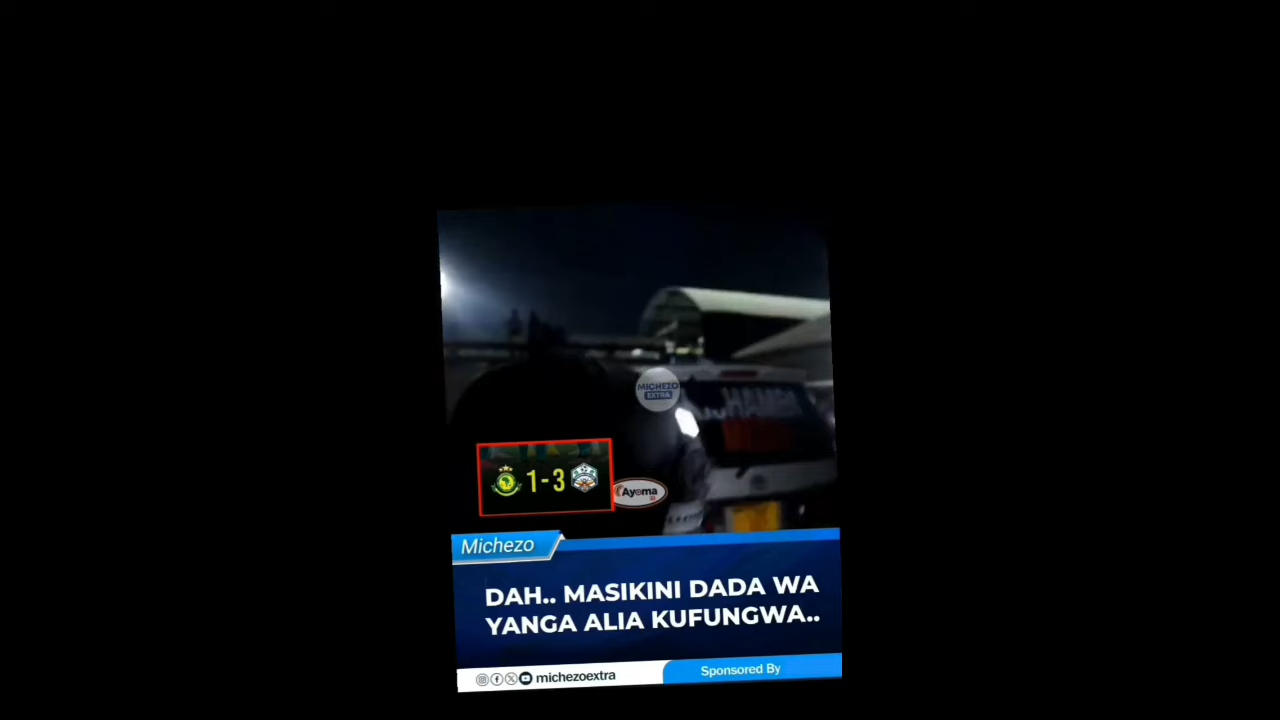 MICHEZO
EXTRA
1-3
Ayoma
Michezo
DAH.. MASIKINI DADA WA
YANGA ALIA KUFUNGWA..
michezoextra
Sponsored By